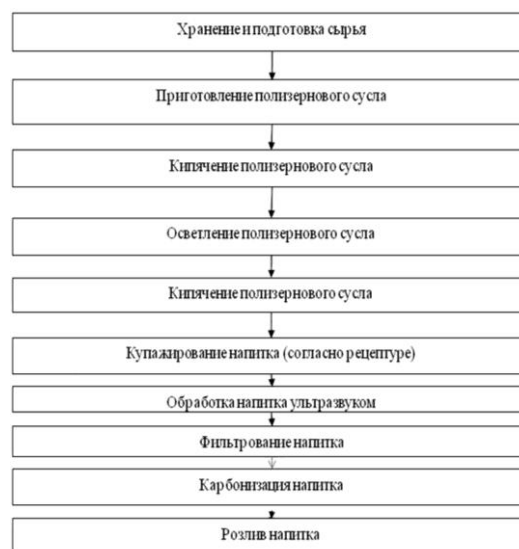 Хранение и подготовка сырья
Приготовление полизернового сусла
Кипячение полизернового сусла
Осветление полизернового сусла
Кипячение полизернового сусла
Купажирование напитка (согласно рецептуре)
Обработка напитка ультразвуком
Фильтрование напитка
Карбонизация напитка
Розлив напитка